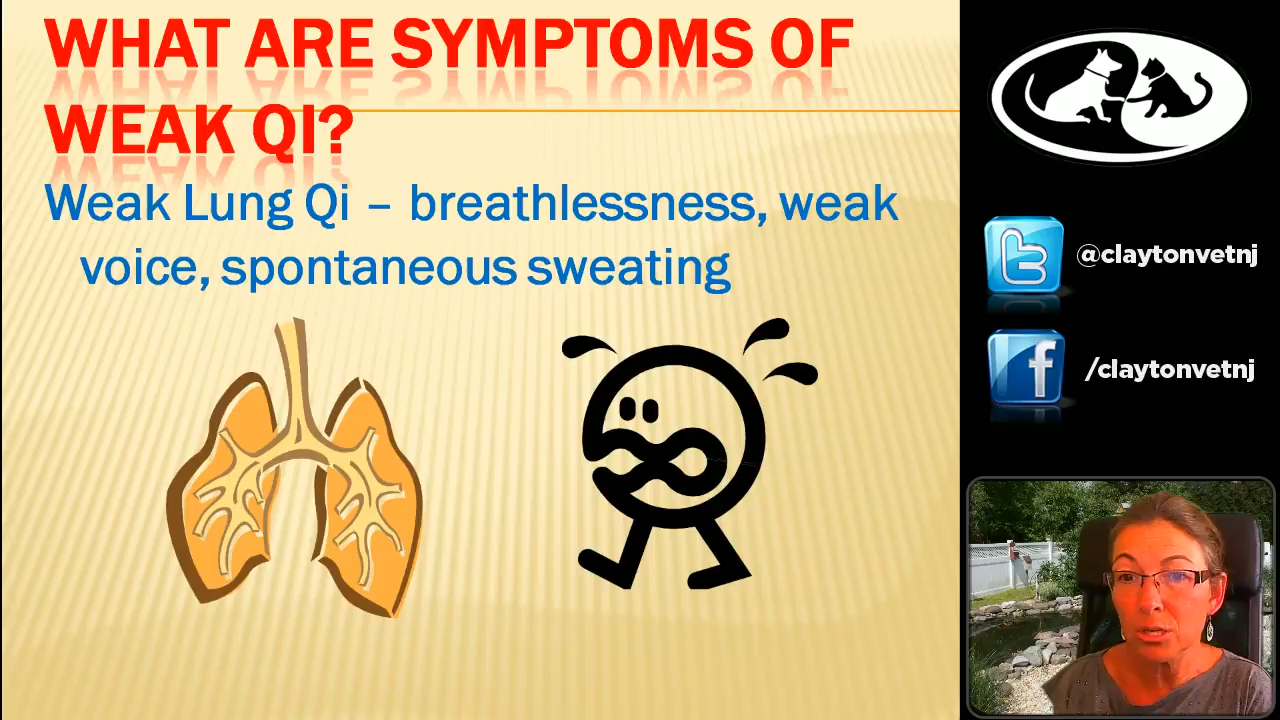 WHAT ARE SYMPTOMS OF
WEAK QI?
Weak Lung Qi – breathlessness, weak
voice, spontaneous sweating
@claytonvetnj
/claytonvetnj